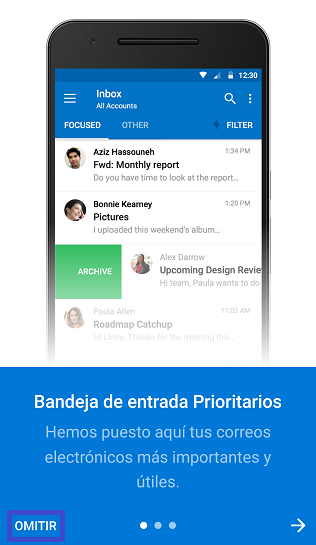 12:30
Inbox
All Accounts
FOCUSED OTHER FILTER
Aziz Hassouneh 1:34 PM
Fwd: Monthly report
Do you have time to look at the report...
Bonnie Kearney 1:20 PM
Pictures
I uploaded this weekend's album...
ARCHIVE
Alex Darrow
Upcoming Design Revie
Hi team, Paula wants to do
Paula Allen 11:03 AM
Roadmap Catchup
Hi Linda, Thanks for the meeting this...
Bandeja de entrada Prioritarios
Hemos puesto aquí tus correos
electrónicos más importantes y
útiles.
OMITIR